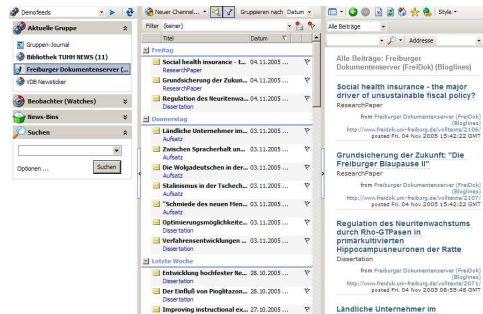 Demofeeds
Aktuelle Gruppe
Gruppen-Journal
Bibliothek TUHH NEWS (11)
Freiburger Dokumentenserver (...
VDB Newsticker
Beobachter (Watches)
News-Bins
Suchen
Optionen ...
Suchen
Neuer Channel...
Gruppieren nach: Datum
Filter (keiner)
Titel Datum
Freitag
Social health insurance - t... 04.11.2005 ...
ResearchPaper
Grundsicherung der Zukun... 04.11.2005 ...
ResearchPaper
Regulation des Neuritenwa... 04.11.2005 ...
Dissertation
Donnerstag
Ländliche Unternehmer im... 03.11.2005 ...
Aufsatz
Zwischen Spracherhalt un... 03.11.2005 ...
Aufsatz
Die Wolgadeutschen in der... 03.11.2005 ...
Aufsatz
Stalinismus in der Tschech... 03.11.2005 ...
Aufsatz
"Schmiede des neuen Men... 03.11.2005 ...
Aufsatz
Optimierungsmöglichkeite... 03.11.2005 ...
Dissertation
Verfahrensentwicklungen ... 03.11.2005 ...
Dissertation
Letzte Woche
Entwicklung hochfester Ne... 28.10.2005 ...
Dissertation
Der Einfluß von Pioglitazon... 28.10.2005 ...
Dissertation
Improving instructional ex... 27.10.2005 ...
Style
Alle Beiträge
Addresse
Alle Beiträge: Freiburger
Dokumentenserver (FreiDok) (Bloglines)
Social health insurance - the major
driver of unsustainable fiscal policy?
ResearchPaper
from Freiburger Dokumentenserver (FreiDok)
(Bloglines)
http://www.freidok.uni-freiburg.de/volltexte/2106/
posted Fri, 04 Nov 2005 15:42:22 GMT
Grundsicherung der Zukunft: "Die
Freiburger Blaupause II"
ResearchPaper
from Freiburger Dokumentenserver (FreiDok)
(Bloglines)
http://www.freidok.uni-freiburg.de/volltexte/2107/
posted Fri, 04 Nov 2005 15:42:22 GMT
Regulation des Neuritenwachstums
durch Rho-GTPasen in
primärkultivierten
Hippocampusneuronen der Ratte
Dissertation
from Freiburger Dokumentenserver (FreiDok)
(Bloglines)
http://www.freidok.uni-freiburg.de/volltexte/2071/
posted Fri, 04 Nov 2005 08:55:48 GMT
Ländliche Unternehmer im